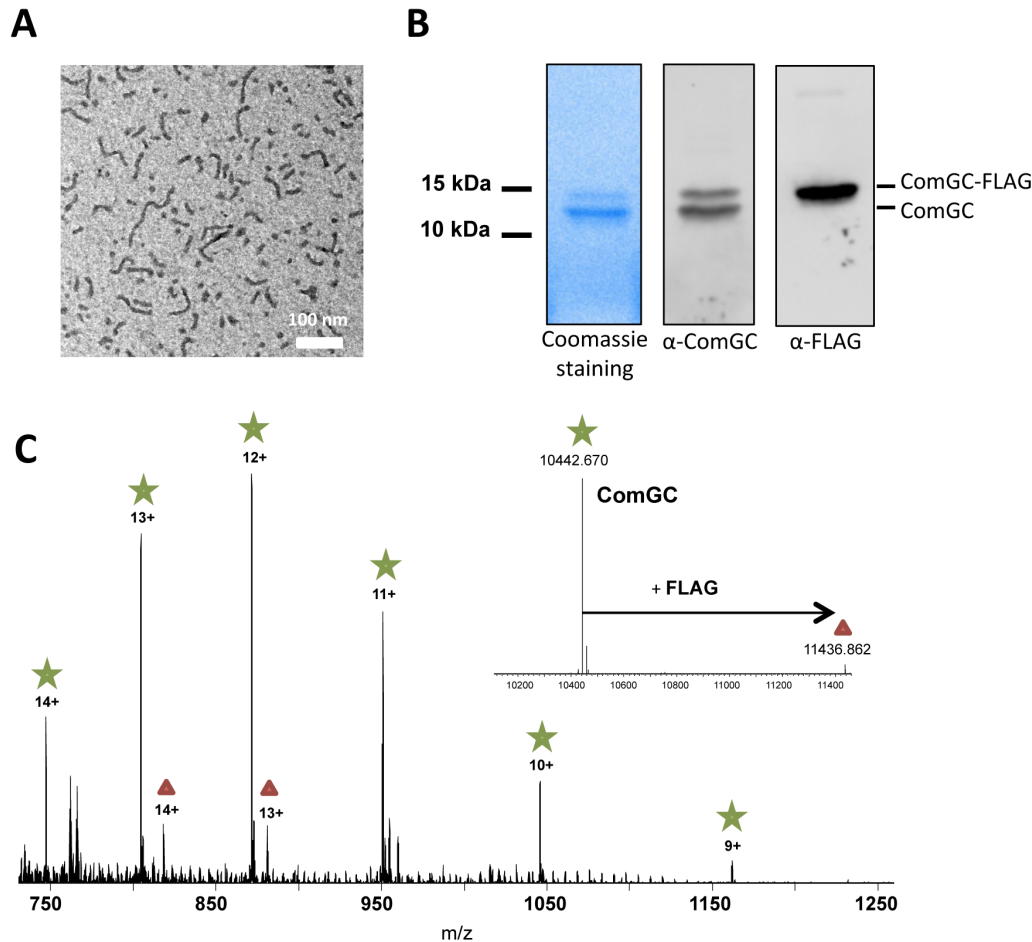 A
100 nm
B
15 kDa
10 kDa
ComGC-FLAG
ComGC
Coomassie
staining
α-ComGC
α-FLAG
C
14+
13+
12+
11+
10+
9+
14+
13+
10442.670
ComGC
+ FLAG
11436.862
10200 10400 10600 10800 11000 11200 11400
750 850 950 1050 1150 1250
m/z